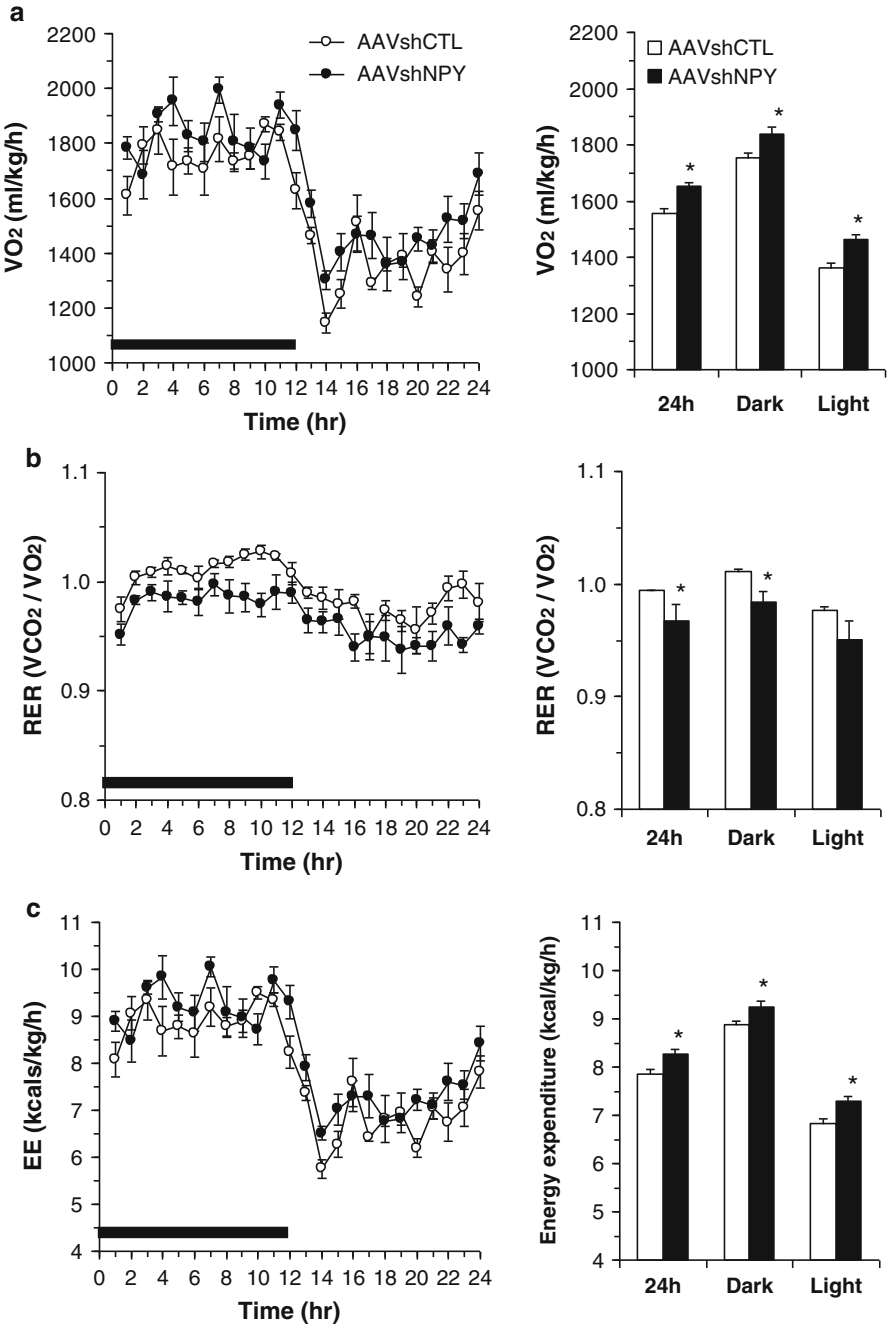 a
2200
2000
1800
1600
1400
1200
1000
VO2 (ml/kg/h)
0 2 4 6 8 10 12 14 16 18 20 22 24
Time (hr)
AAVshCTL
AAVshNPY
2200
2000
1800
1600
1400
1200
1000
VO2 (ml/kg/h)
AAVshCTL
AAVshNPY
* * *
24h Dark Light
b
1.1
1.0
0.9
0.8
RER (VCO2 / VO2)
0 2 4 6 8 10 12 14 16 18 20 22 24
Time (hr)
1.1
1.0
0.9
0.8
RER (VCO2 / VO2)
* *
24h Dark Light
c
11
10
9
8
7
6
5
4
EE (kcals/kg/h)
0 2 4 6 8 10 12 14 16 18 20 22 24
Time (hr)
11
10
9
8
7
6
5
4
Energy expenditure (kcal/kg/h)
* * *
24h Dark Light